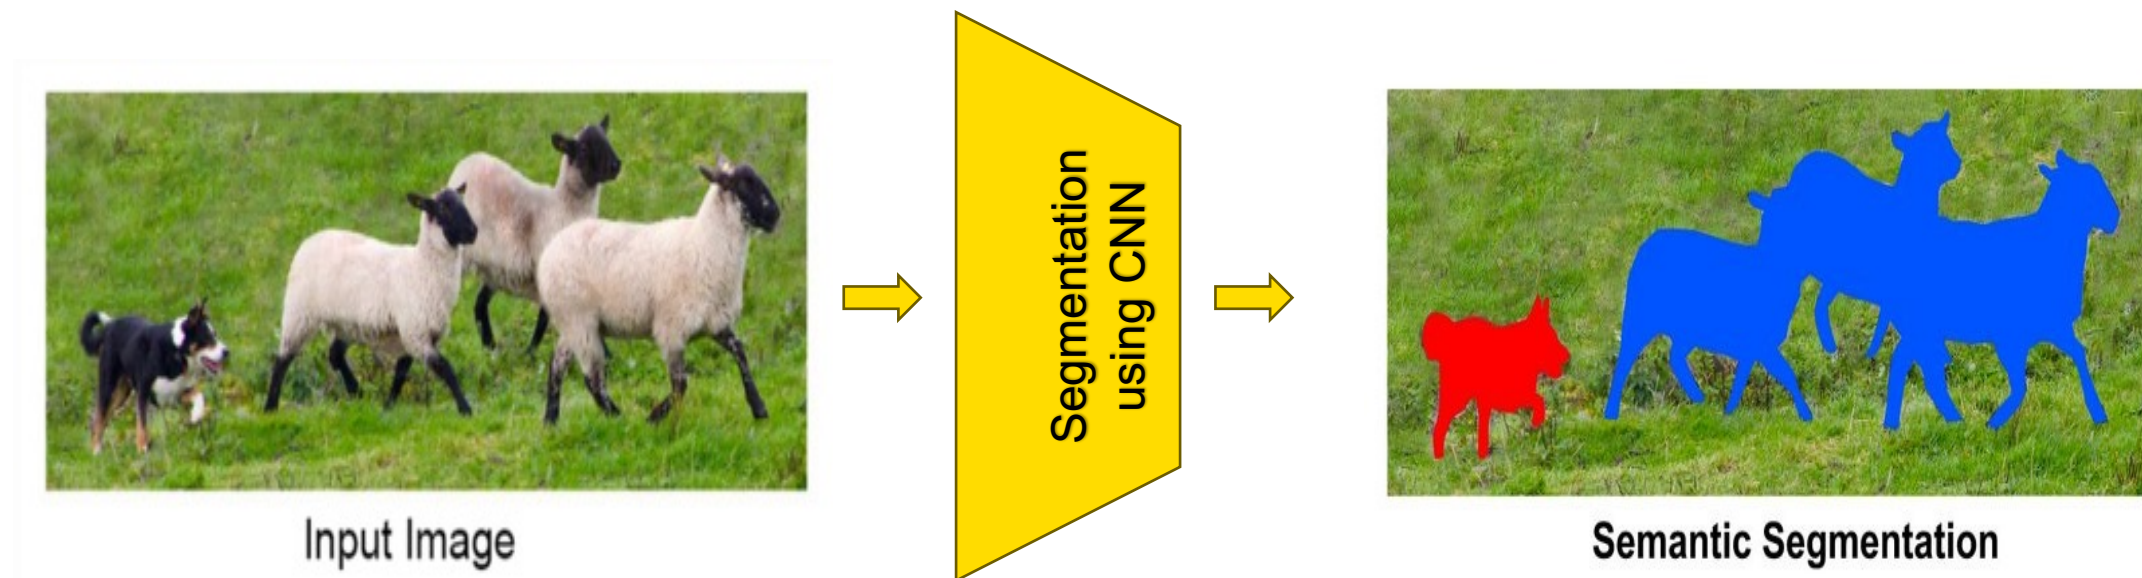 Input Image
Segmentation
using CNN
Semantic Segmentation